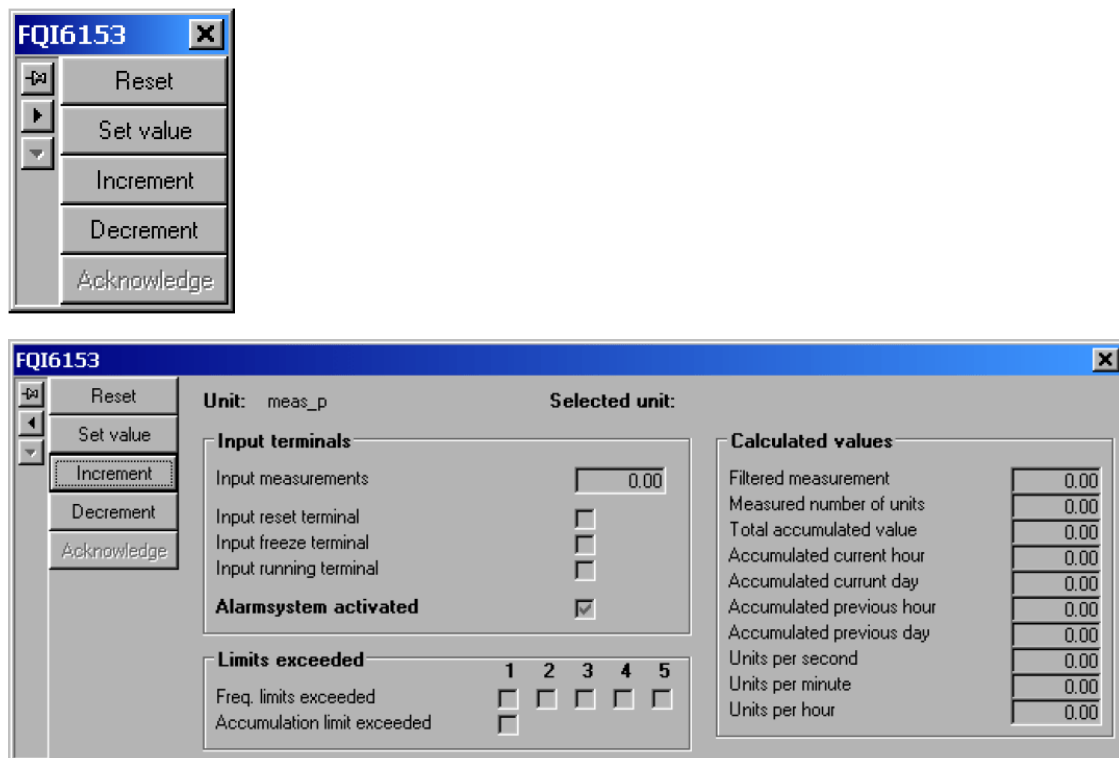 FQI6153
Reset
Set value
Increment
Decrement
Acknowledge
FQI6153
Reset
Set value
Increment
Decrement
Acknowledge
Unit: meas_p Selected unit:
Input terminals
Input measurements 0.00
Input reset terminal
Input freeze terminal
Input running terminal
Alarmsystem activated
Limits exceeded
1 2 3 4 5
Freq. limits exceeded
Accumulation limit exceeded
Calculated values
Filtered measurement 0.00
Measured number of units 0.00
Total accumulated value 0.00
Accumulated current hour 0.00
Accumulated currunt day 0.00
Accumulated previous hour 0.00
Accumulated previous day 0.00
Units per second 0.00
Units per minute 0.00
Units per hour 0.00